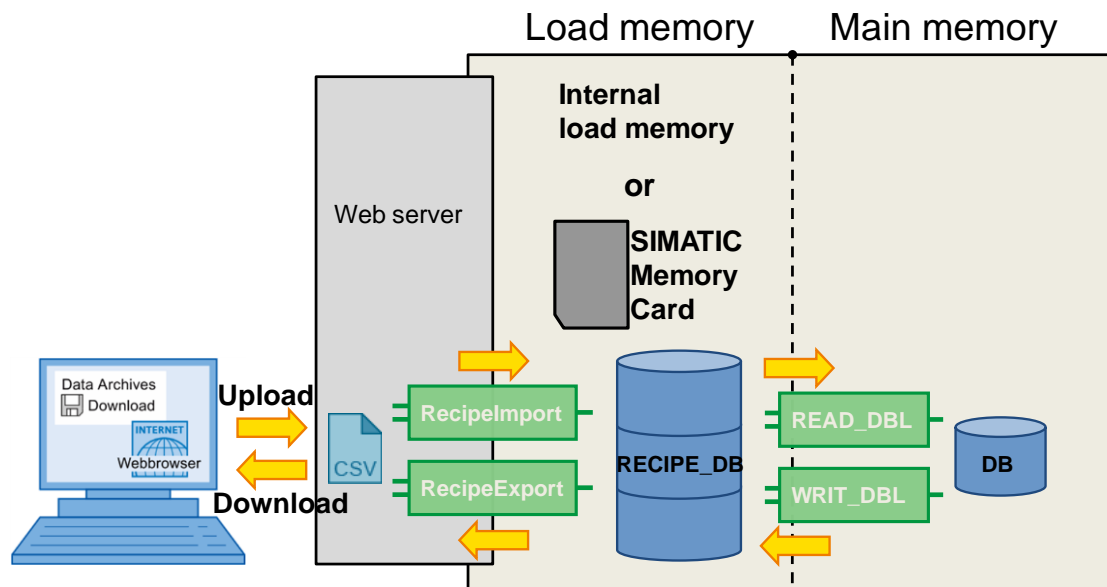 Load memory
Main memory
Internal
load memory
or
SIMATIC
Memory
Card
Web server
Data Archives
Download
INTERNET
Webbrowser
Upload
Download
CSV
RecipeImport
RecipeExport
RECIPE_DB
READ_DBL
WRIT_DBL
DB